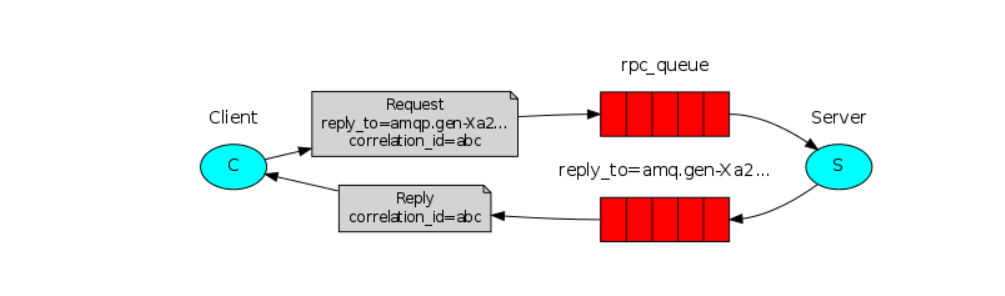 rpc_queue
Client
Request
reply_to=amqp.gen-Xa2...
correlation_id=abc
Server
C
S
reply_to=amq.gen-Xa2...
Reply
correlation_id=abc